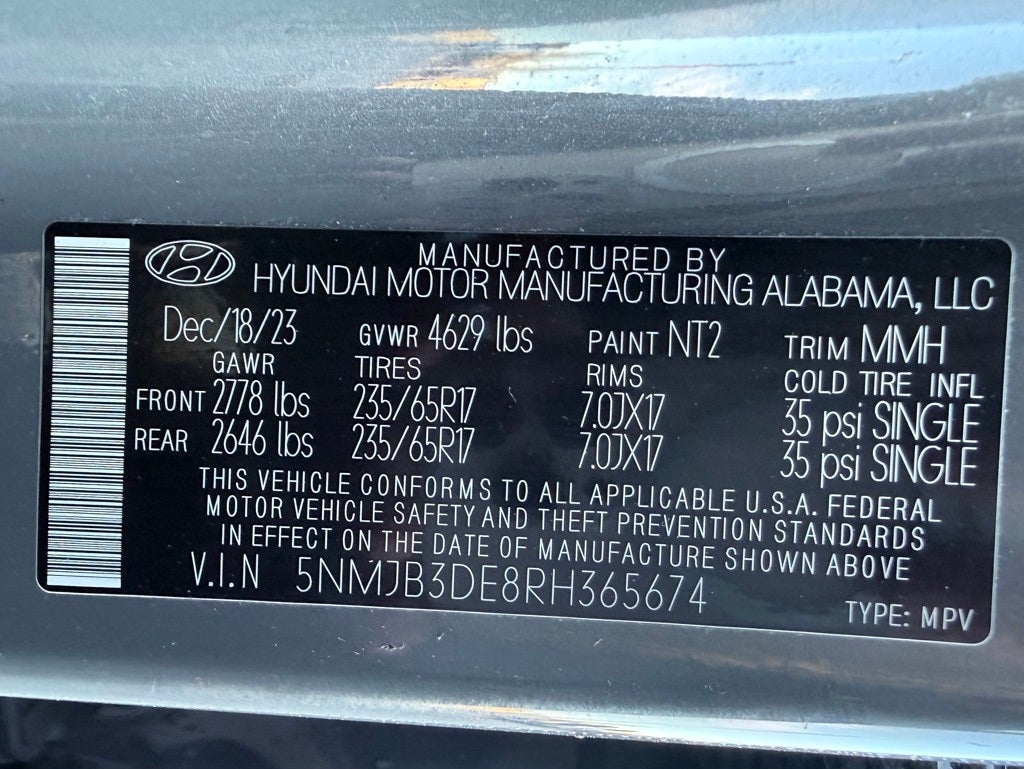 MANUFACTURED BY
HYUNDAI MOTOR MANUFACTURING ALABAMA, LLC
Dec/18/23 GVWR 4629 lbs PAINT NT2 TRIM MMH
GAWR TIRES RIMS COLD TIRE INFL
FRONT 2778 lbs 235/65R17 7.0JX17 35 psi SINGLE
REAR 2646 lbs 235/65R17 7.0JX17 35 psi SINGLE
THIS VEHICLE CONFORMS TO ALL APPLICABLE U.S.A. FEDERAL
MOTOR VEHICLE SAFETY AND THEFT PREVENTION STANDARDS
IN EFFECT ON THE DATE OF MANUFACTURE SHOWN ABOVE
V.I.N 5NMJB3DE8RH365674
TYPE: MPV